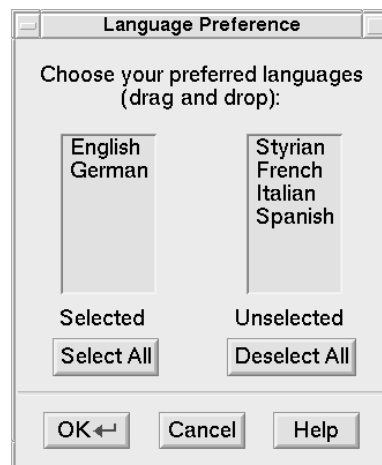 Language Preference
Choose your preferred languages
(drag and drop):
English
German
Styrian
French
Italian
Spanish
Selected
Unselected
Select All
Deselect All
OK↵
Cancel
Help